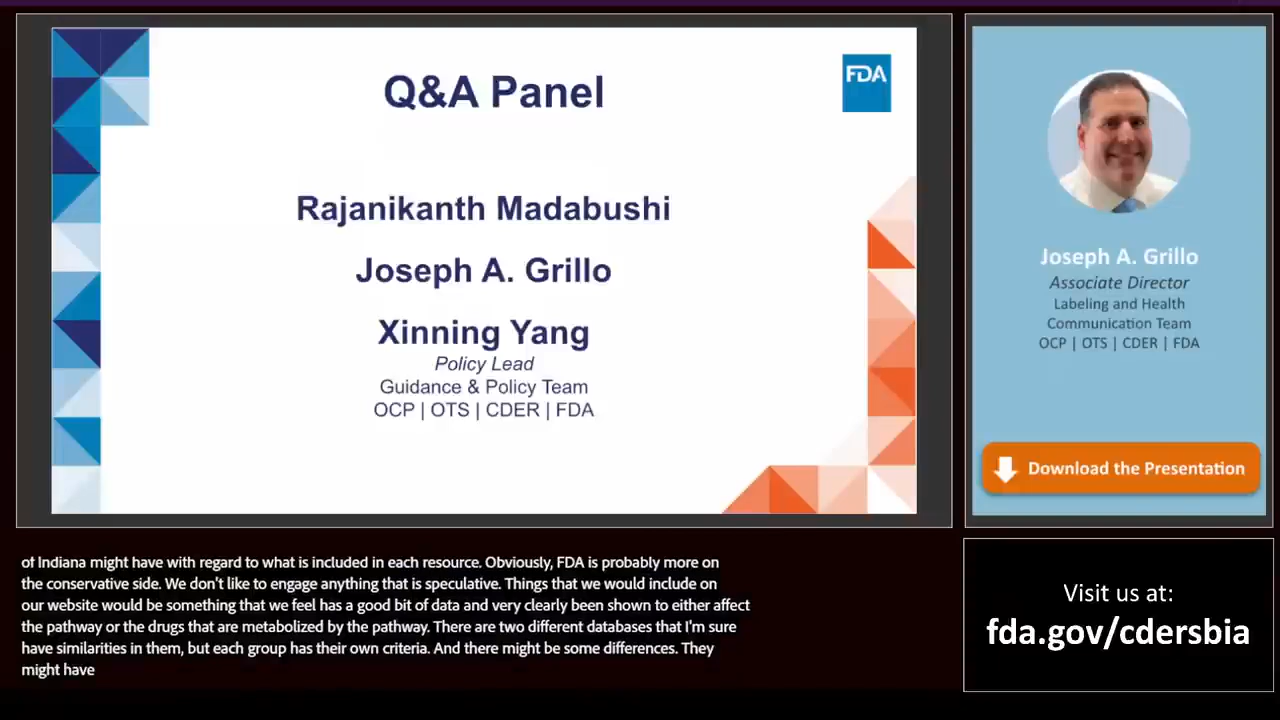 Q&A Panel
FDA
Rajanikanth Madabushi
Joseph A. Grillo
Xinning Yang
Policy Lead
Guidance & Policy Team
OCP | OTS | CDER | FDA
Joseph A. Grillo
Associate Director
Labeling and Health
Communication Team
OCP | OTS | CDER | FDA
Download the Presentation
of Indiana might have with regard to what is included in each resource. Obviously, FDA is probably more on
the conservative side. We don't like to engage anything that is speculative. Things that we would include on
our website would be something that we feel has a good bit of data and very clearly been shown to either affect
the pathway or the drugs that are metabolized by the pathway. There are two different databases that I'm sure
have similarities in them, but each group has their own criteria. And there might be some differences. They
might have
Visit us at:
fda.gov/cdersbia